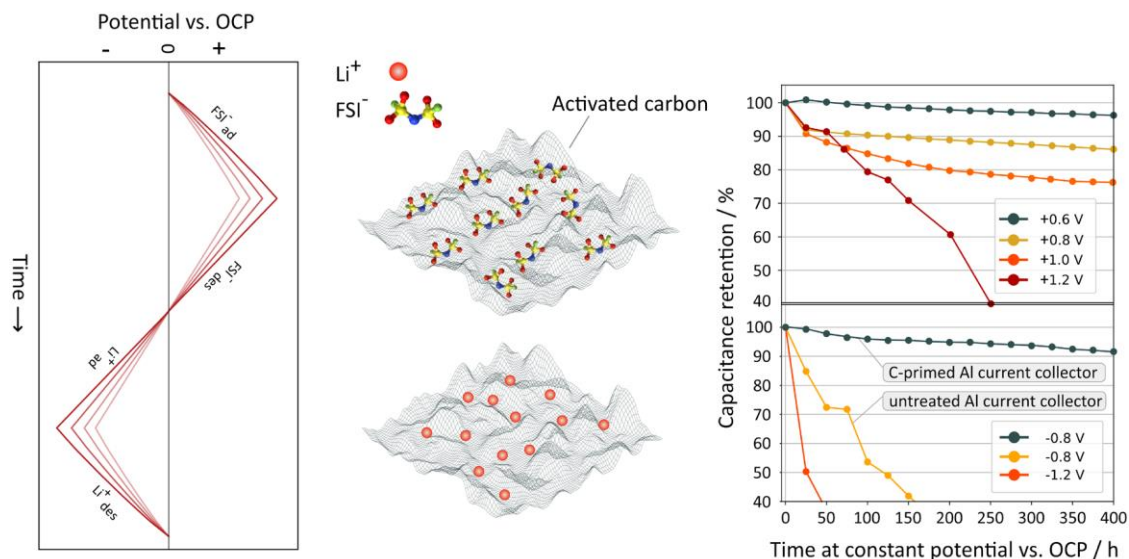 Potential vs. OCP
- 0 +
Time →
FSI⁻ ad
FSI⁻ des
Li⁺ ad
Li⁺ des
Li⁺
FSI⁻
Activated carbon
Capacitance retention / %
100
90
80
70
60
50
40
+0.6 V
+0.8 V
+1.0 V
+1.2 V
100
90
80
70
60
50
40
C-primed Al current collector
untreated Al current collector
-0.8 V
-0.8 V
-1.2 V
0 50 100 150 200 250 300 350 400
Time at constant potential vs. OCP / h